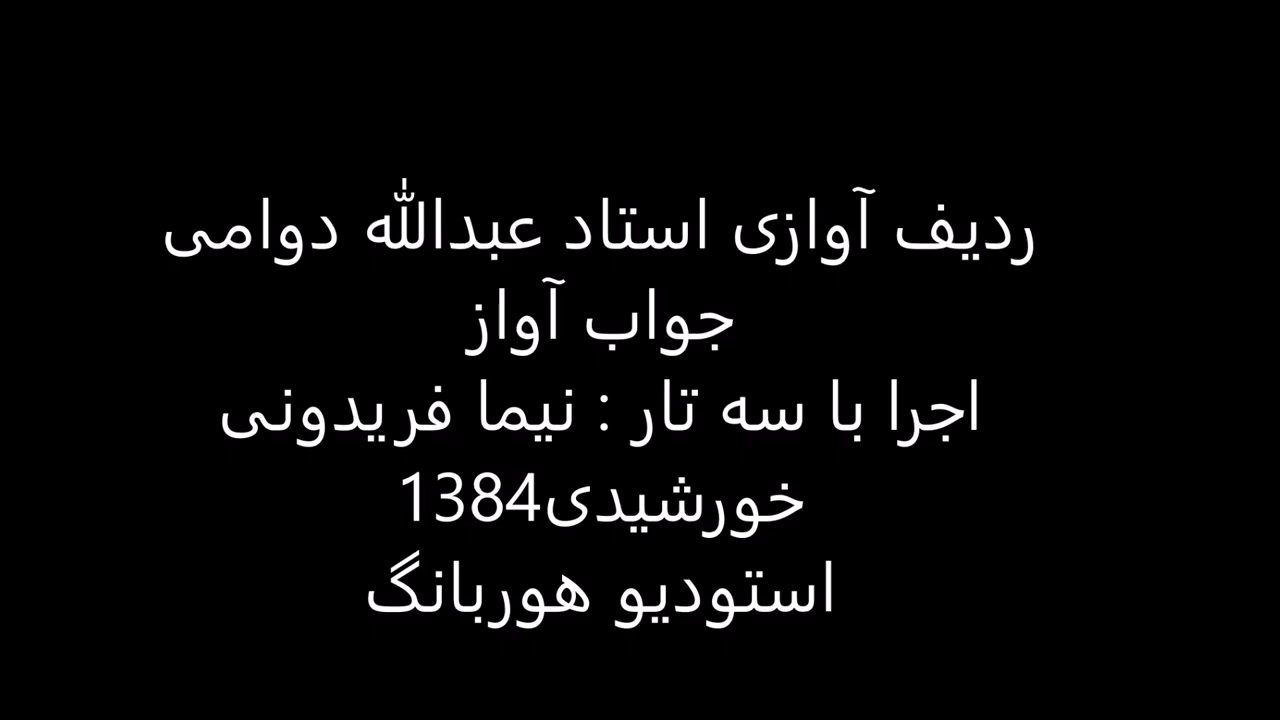 ردیف آوازی استاد عبدالله دوامی
جواب آواز
اجرا با سه تار : نیما فریدونی
خورشیدی1384
استودیو هوربانگ